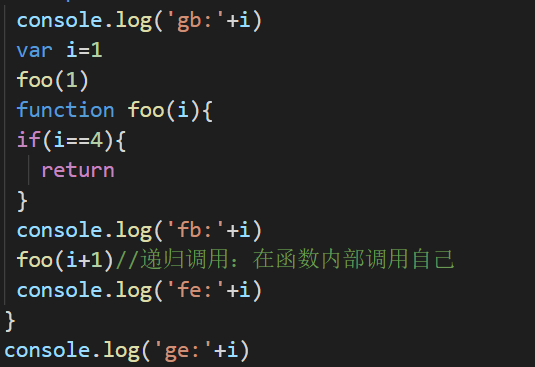 console.log('gb:'+i)
var i=1
foo(1)
function foo(i){
if(i==4){
return
}
console.log('fb:'+i)
foo(i+1)//递归调用：在函数内部调用自己
console.log('fe:'+i)
}
console.log('ge:'+i)